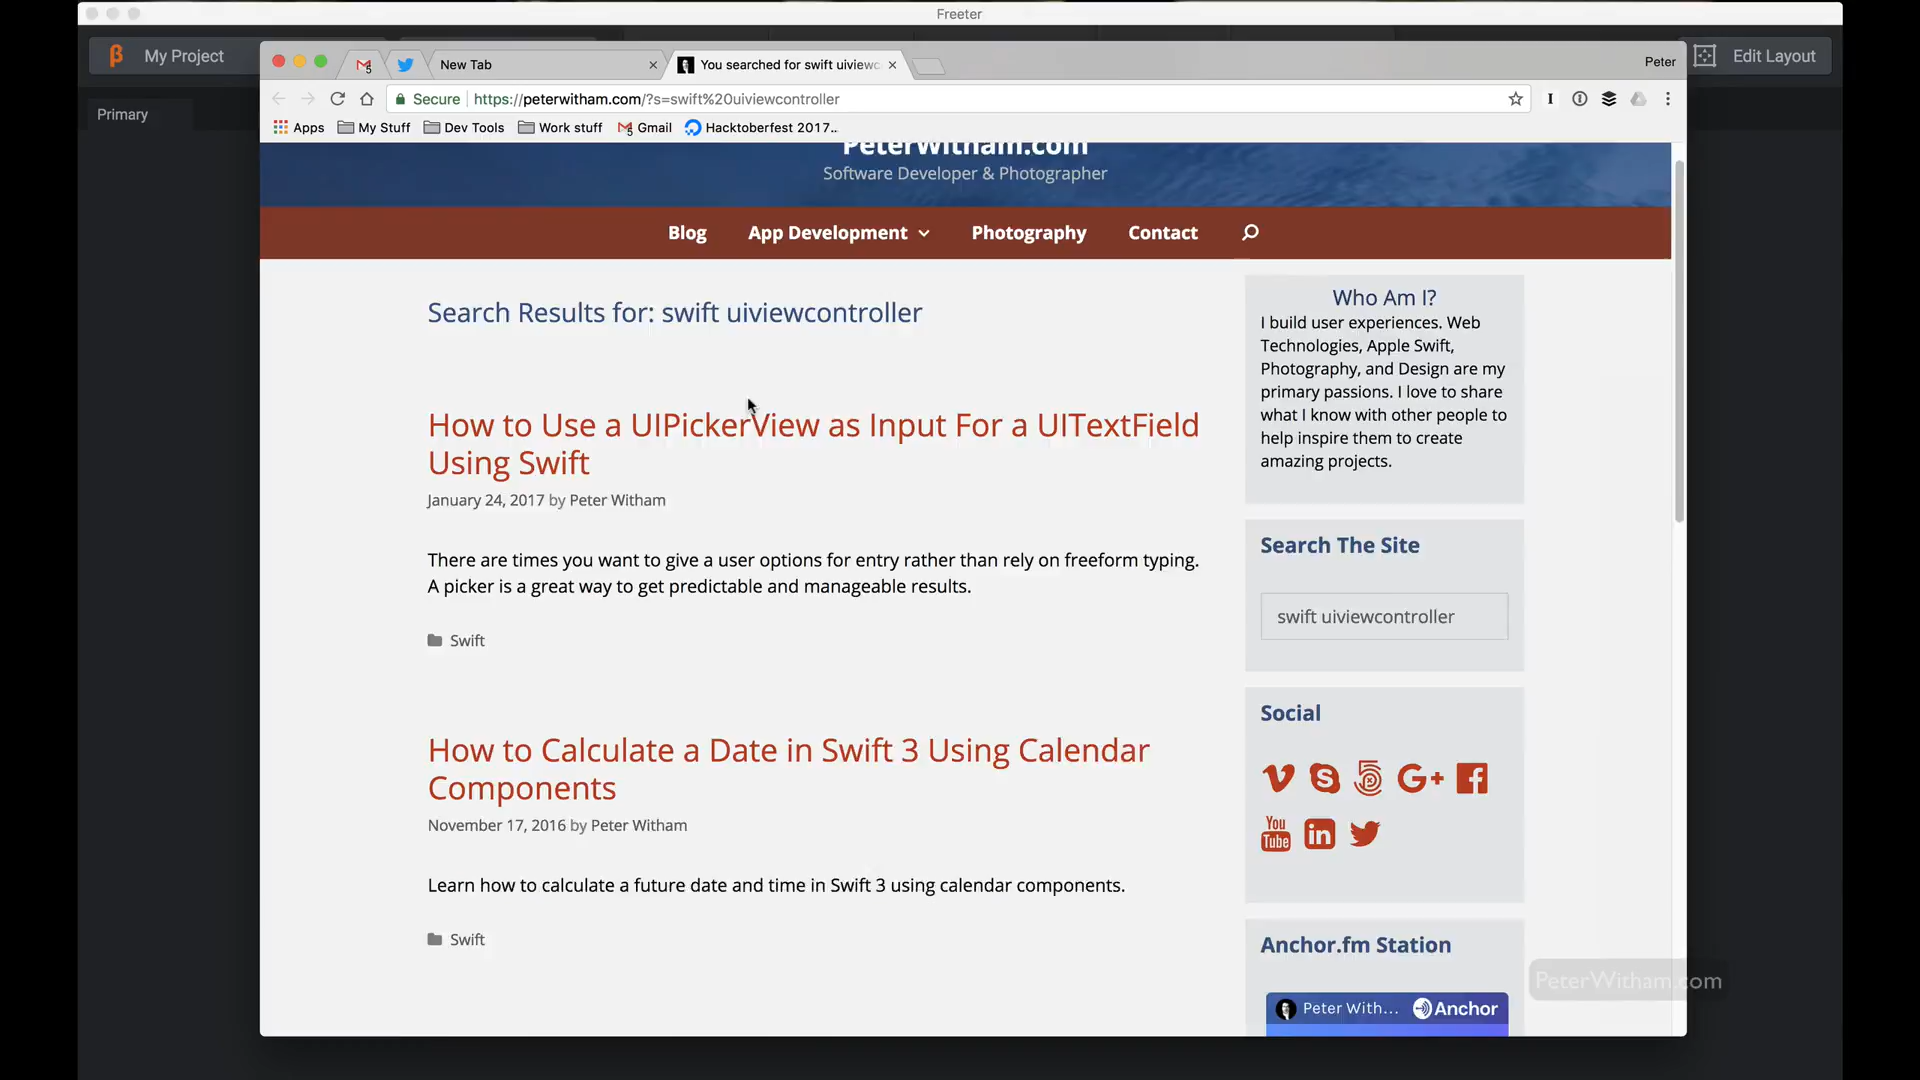 Freeter
My Project
Edit Layout
Primary
New Tab
You searched for swift uiviewc
Peter
Secure
https://peterwitham.com/?s=swift%20uiviewcontroller
Apps
My Stuff
Dev Tools
Work stuff
Gmail
Hacktoberfest 2017..
PeterWitham.com
Software Developer & Photographer
Blog
App Development
Photography
Contact
Search Results for: swift uiviewcontroller
How to Use a UIPickerView as Input For a UITextField
Using Swift
January 24, 2017 by Peter Witham
There are times you want to give a user options for entry rather than rely on freeform typing.
A picker is a great way to get predictable and manageable results.
Swift
How to Calculate a Date in Swift 3 Using Calendar
Components
November 17, 2016 by Peter Witham
Learn how to calculate a future date and time in Swift 3 using calendar components.
Swift
Who Am I?
I build user experiences. Web
Technologies, Apple Swift,
Photography, and Design are my
primary passions. I love to share
what I know with other people to
help inspire them to create
amazing projects.
Search The Site
swift uiviewcontroller
Social
G+
You
Tube
in
Anchor.fm Station
Peter With...
Anchor
PeterWitham.com